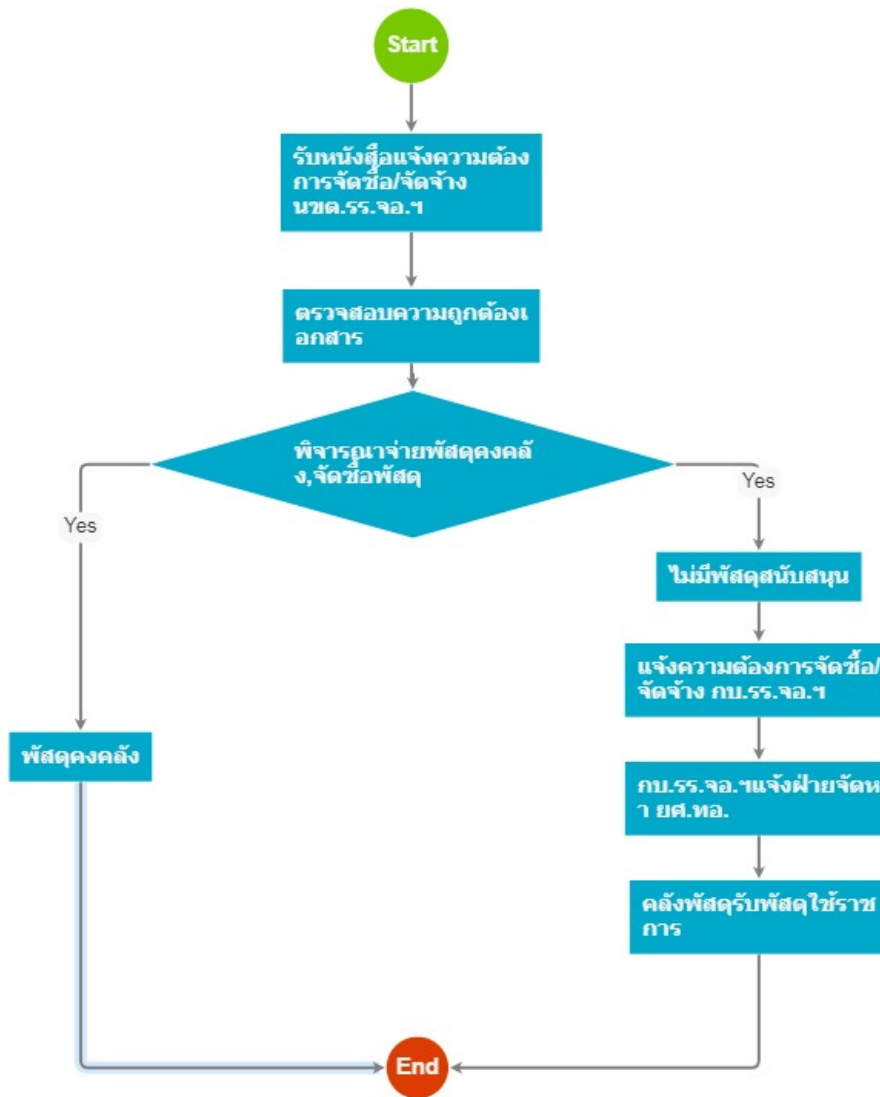 Start
รับหนังสือแจ้งความต้อง
การจัดซื้อ/จัดจ้าง
นขต.รร.จอ.ฯ
ตรวจสอบความถูกต้องเ
อกสาร
พิจารณาจ่ายพัสดุคงคลั
ง,จัดซื้อพัสดุ
Yes
Yes
ไม่มีพัสดุสนับสนุน
แจ้งความต้องการจัดซื้อ/
จัดจ้าง กบ.รร.จอ.ฯ
พัสดุคงคลัง
กบ.รร.จอ.ฯแจ้งฝ่ายจัดห
า ยศ.ทอ.
คลังพัสดุรับพัสดุใช้ราช
การ
End